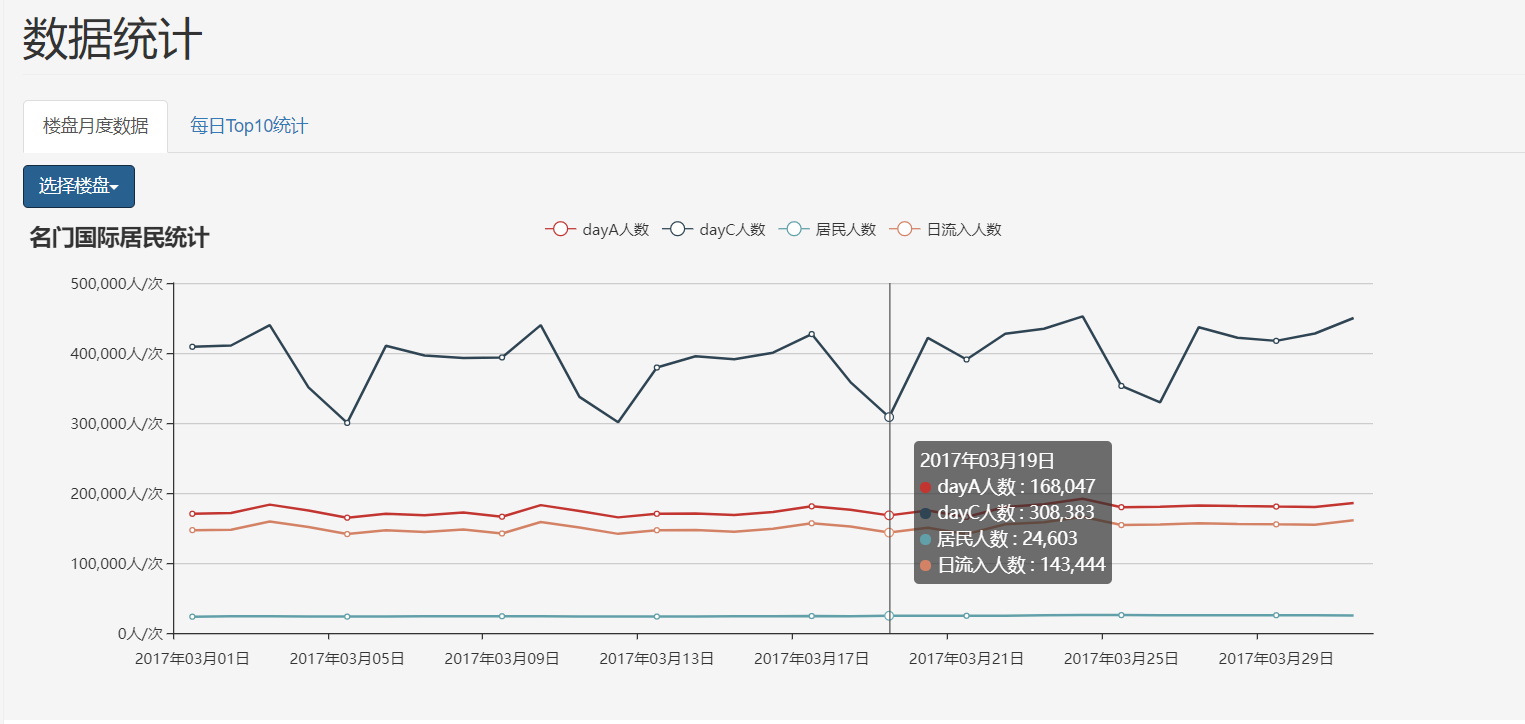 数据统计
楼盘月度数据 每日Top10统计
选择楼盘
名门国际居民统计
dayA人数 dayC人数 居民人数 日流入人数
500,000人/次
400,000人/次
300,000人/次
200,000人/次
100,000人/次
0人/次
2017年03月19日
dayA人数 : 168,047
dayC人数 : 308,383
居民人数 : 24,603
日流入人数 : 143,444
2017年03月01日 2017年03月05日 2017年03月09日 2017年03月13日 2017年03月17日 2017年03月21日 2017年03月25日 2017年03月29日